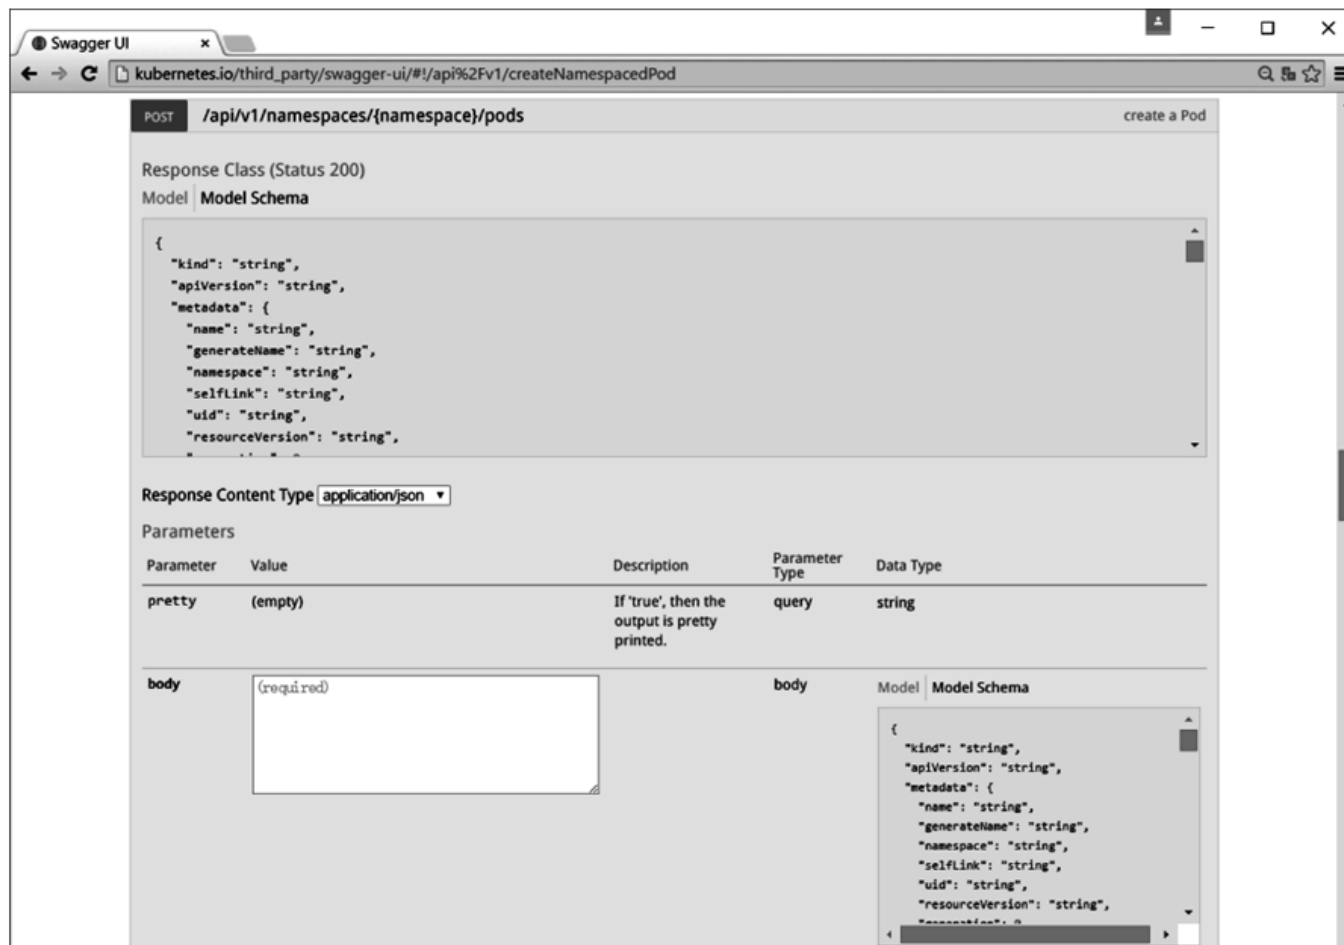 Swagger UI
kubernetes.io/third_party/swagger-ui/#!/api%2Fv1/createNamespacedPod
POST /api/v1/namespaces/{namespace}/pods create a Pod
Response Class (Status 200)
Model Model Schema
{
"kind": "string",
"apiVersion": "string",
"metadata": {
"name": "string",
"generateName": "string",
"namespace": "string",
"selfLink": "string",
"uid": "string",
"resourceVersion": "string",
Response Content Type application/json
Parameters
Parameter Value Description Parameter Type Data Type
pretty (empty) If 'true', then the output is pretty printed. query string
body (required) body Model Model Schema
{
"kind": "string",
"apiVersion": "string",
"metadata": {
"name": "string",
"generateName": "string",
"namespace": "string",
"selfLink": "string",
"uid": "string",
"resourceVersion": "string",